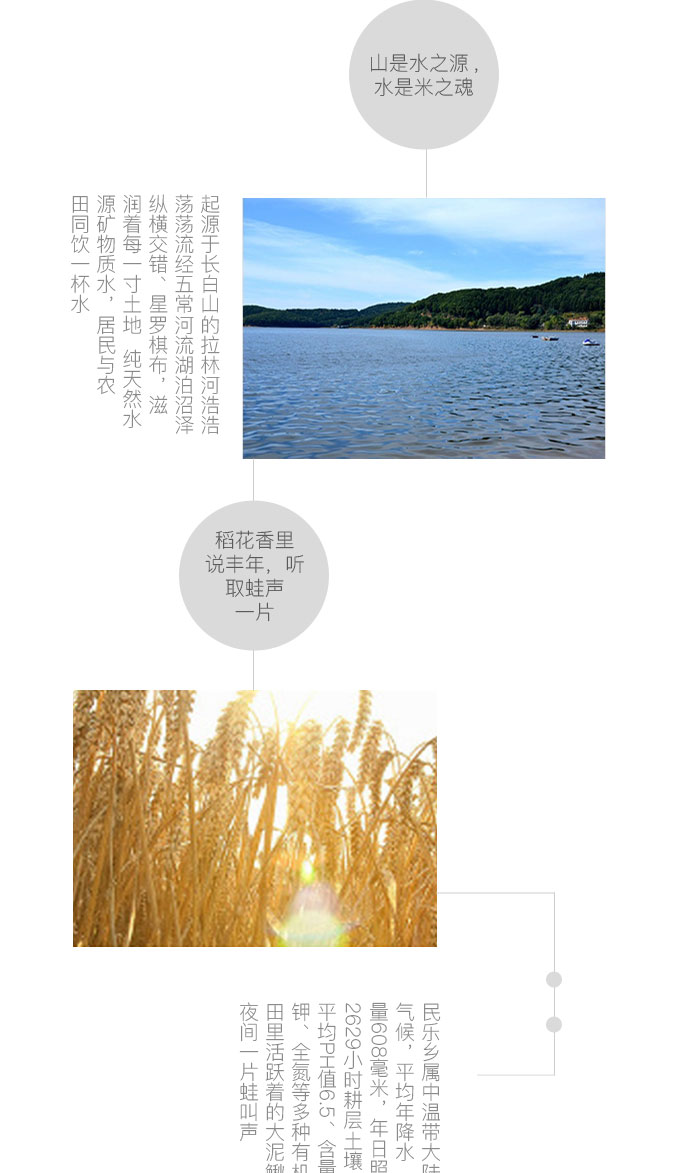 山是水之源，
水是米之魂
起源于长白山的拉林河浩浩
荡荡流经五常河流湖泊沼泽
纵横交错、星罗棋布，滋
润着每一寸土地 纯天然水
源矿物质水，居民与农
田同饮一杯水
稻花香里
说丰年，听
取蛙声
一片
民乐乡属中温带大陆
气候，平均年降水
量608毫米，年日照
2629小时耕层土壤
平均PH值6.5、含量
钾、全氮等多种有机
田里活跃着的大泥鳅
夜间一片蛙叫声